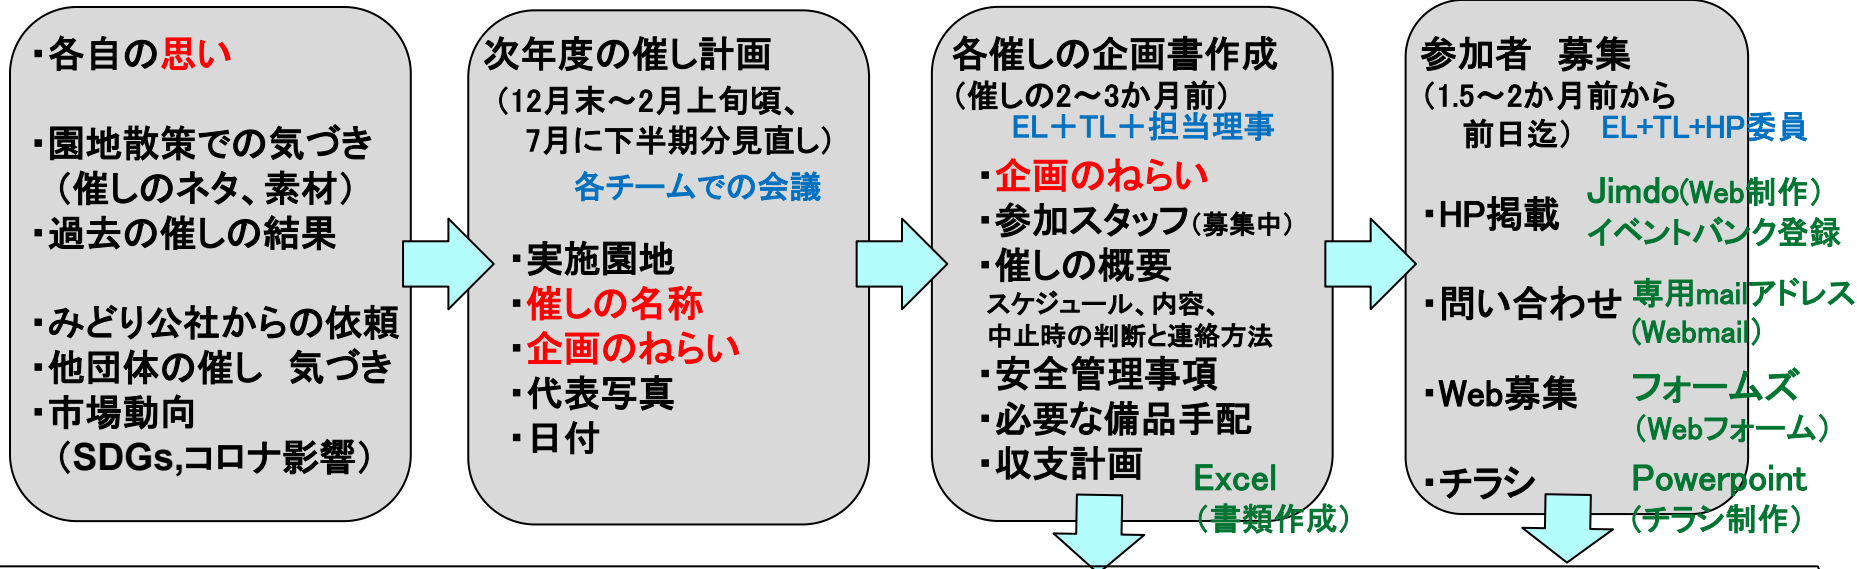 ・各自の思い
・園地散策での気づき
（催しのネタ、素材）
・過去の催しの結果
・みどり公社からの依頼
・他団体の催し　気づき
・市場動向
（SDGs,コロナ影響）
次年度の催し計画
（12月末～2月上旬頃、
7月に下半期分見直し）
各チームでの会議
・実施園地
・催しの名称
・企画のねらい
・代表写真
・日付
各催しの企画書作成
（催しの2～3か月前）
EL＋TL＋担当理事
・企画のねらい
・参加スタッフ（募集中）
・催しの概要
スケジュール、内容、
中止時の判断と連絡方法
・安全管理事項
・必要な備品手配
・収支計画
Excel
（書類作成）
参加者　募集
（1.5～2か月前から
前日迄）
EL+TL+HP委員
・HP掲載
Jimdo(Web制作）
イベントバンク登録
・問い合わせ
専用mailアドレス
(Webmail）
・Web募集
フォームズ
（Webフォーム）
・チラシ
Powerpoint
（チラシ制作）